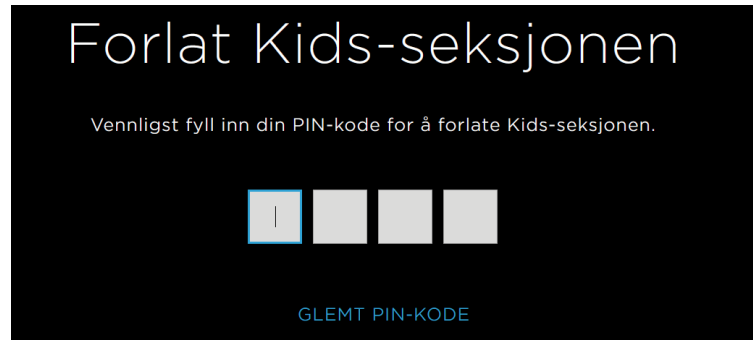 Forlat Kids-seksjonen
Vennligst fyll inn din PIN-kode for å forlate Kids-seksjonen.
GLEMT PIN-KODE